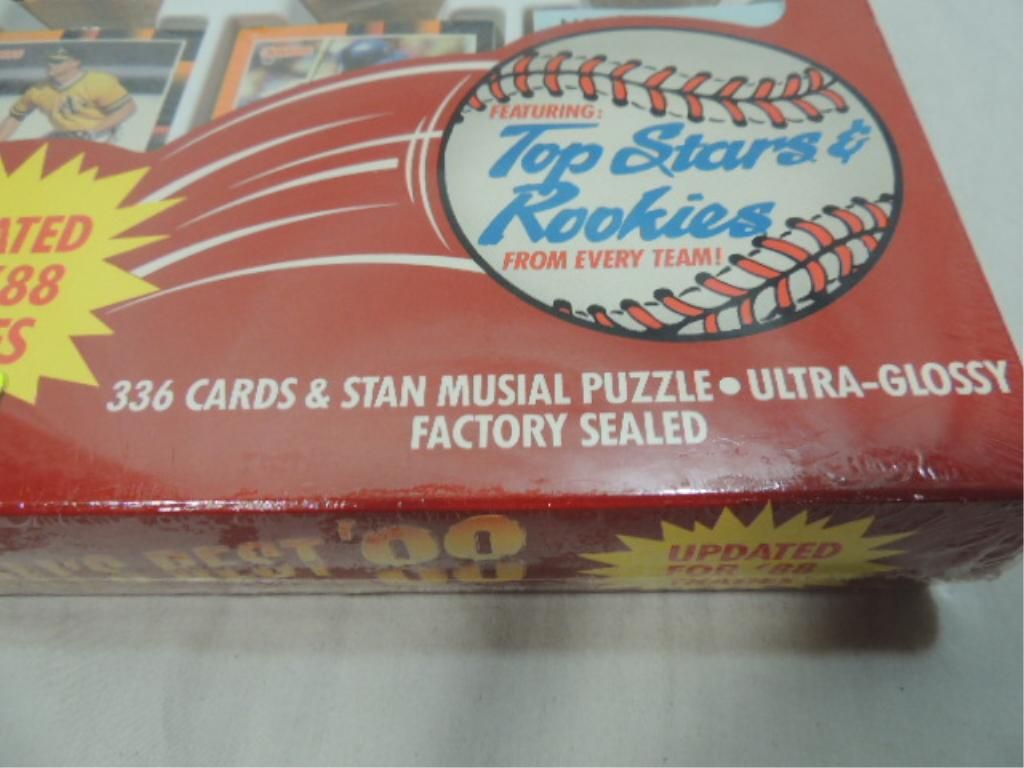 FEATURING:
Top Stars &
Rookies
FROM EVERY TEAM!
ATED
'88
ES
336 CARDS & STAN MUSIAL PUZZLE • ULTRA-GLOSSY
FACTORY SEALED
BEST '88
UPDATED
FOR '88